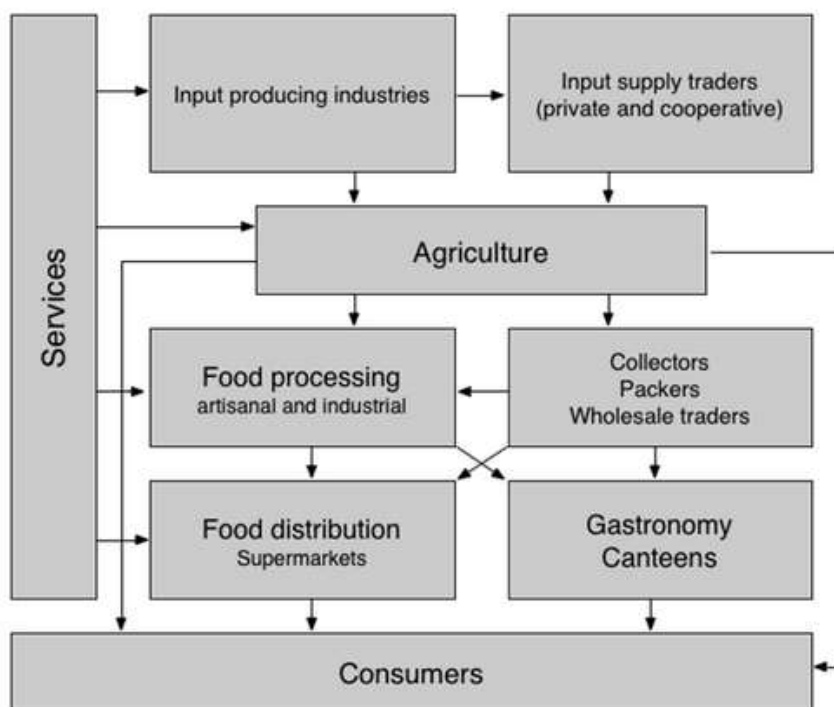 Services
Input producing industries
Input supply traders
(private and cooperative)
Agriculture
Food processing
artisanal and industrial
Collectors
Packers
Wholesale traders
Food distribution
Supermarkets
Gastronomy
Canteens
Consumers